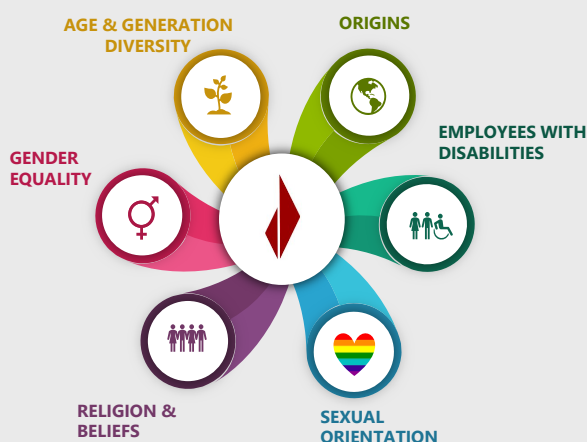 AGE & GENERATION
DIVERSITY
ORIGINS
EMPLOYEES WITH
DISABILITIES
GENDER
EQUALITY
RELIGION &
BELIEFS
SEXUAL
ORIENTATION